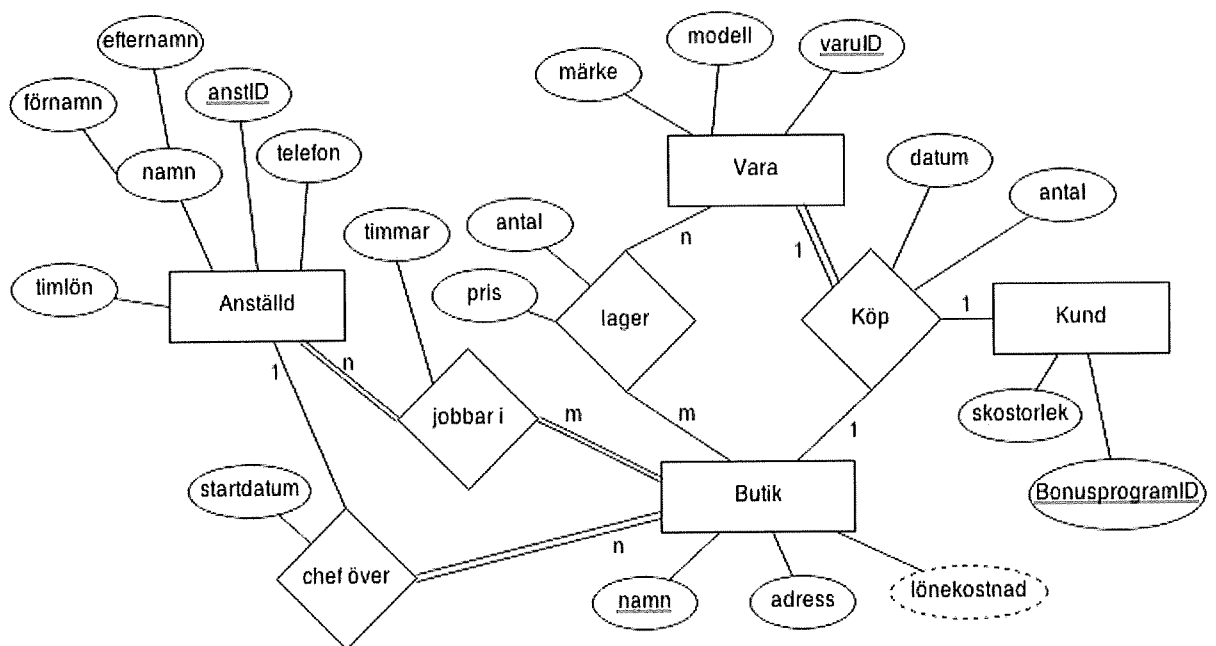 efternamn
modell
varuID
märke
förnamn
anstID
telefon
namn
Vara
datum
antal
antal
timmar
n
1
pris
timlön
Anställd
lager
Köp
1
Kund
1
n
jobbar i
m
m
1
skostorlek
startdatum
Butik
BonusprogramID
n
chef över
namn
adress
lönekostnad